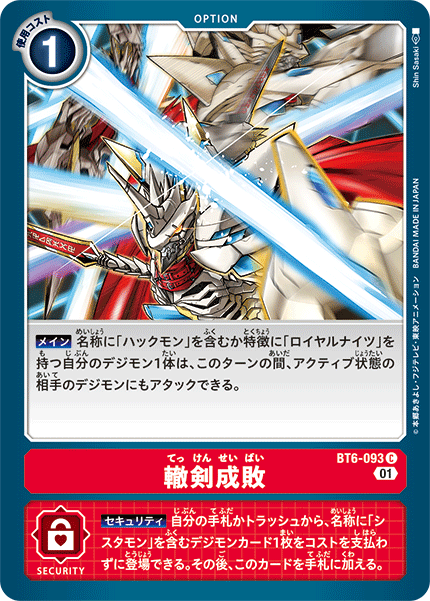 OPTION
使用コスト
1
Shin Sasaki
©本郷あきよし・フジテレビ・東映アニメーション BANDAI MADE IN JAPAN
メイン 名称に「ハックモン」を含むか特徴に「ロイヤルナイツ」を
持つ自分のデジモン1体は、このターンの間、アクティブ状態の
相手のデジモンにもアタックできる。
BT6-093 C
01
てっけんせいばい
轍剣成敗
セキュリティ 自分の手札かトラッシュから、名称に「シ
スタモン」を含むデジモンカード1枚をコストを支払わ
ずに登場できる。その後、このカードを手札に加える。
SECURITY